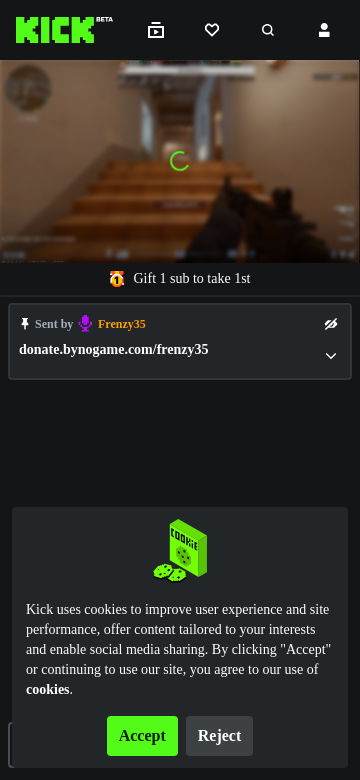 KICK BETA
Gift 1 sub to take 1st
Sent by Frenzy35
donate.bynogame.com/frenzy35
COOKIE
Kick uses cookies to improve user experience and site
performance, offer content tailored to your interests
and enable social media sharing. By clicking "Accept"
or continuing to use our site, you agree to our use of
cookies.
Accept Reject